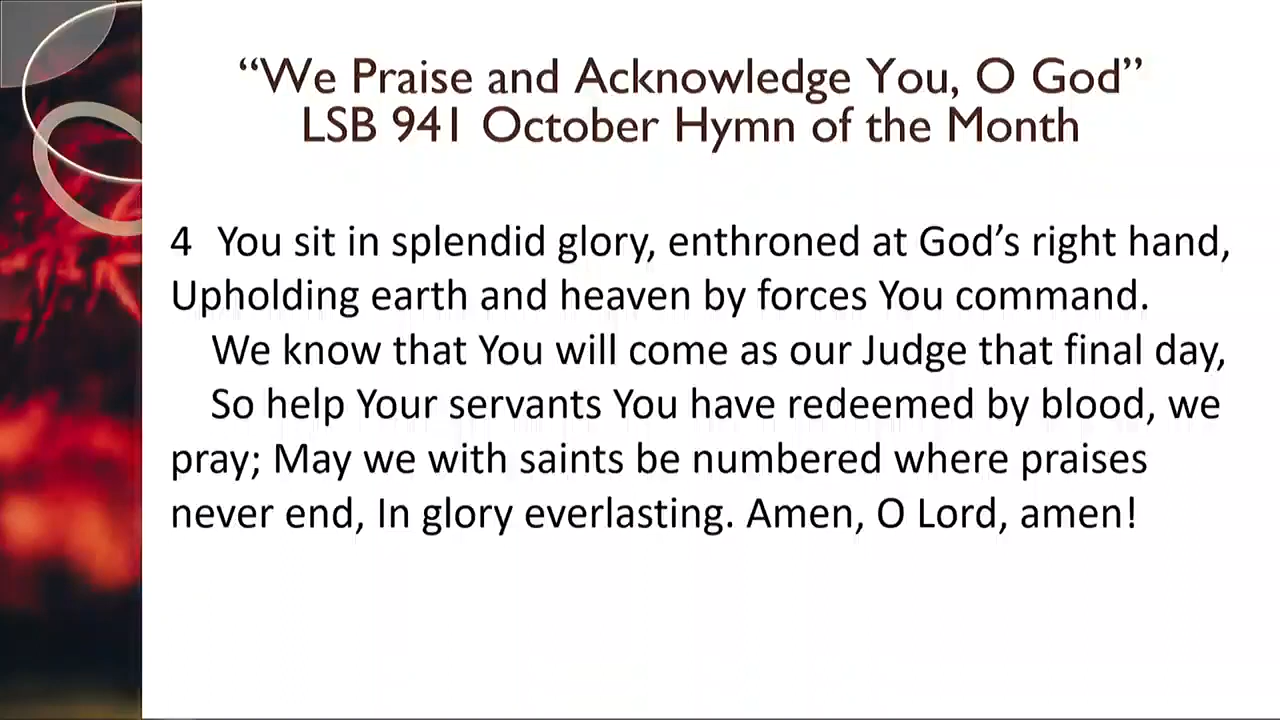 “We Praise and Acknowledge You, O God”
LSB 941 October Hymn of the Month
4 You sit in splendid glory, enthroned at God’s right hand,
Upholding earth and heaven by forces You command.
We know that You will come as our Judge that final day,
So help Your servants You have redeemed by blood, we
pray; May we with saints be numbered where praises
never end, In glory everlasting. Amen, O Lord, amen!